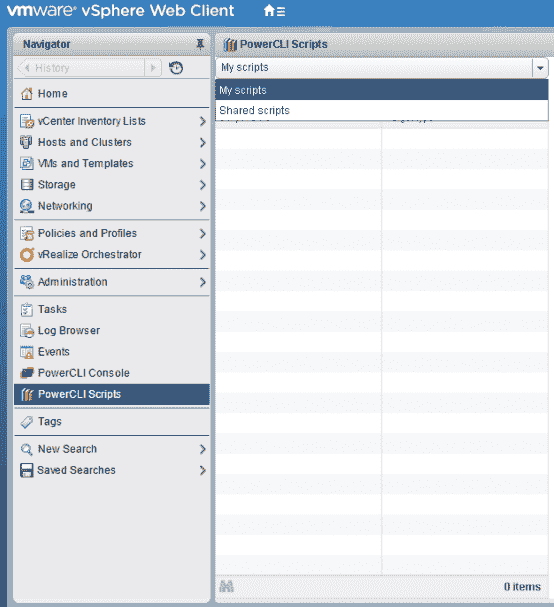 vmware® vSphere Web Client
Navigator
History
Home
vCenter Inventory Lists
Hosts and Clusters
VMs and Templates
Storage
Networking
Policies and Profiles
vRealize Orchestrator
Administration
Tasks
Log Browser
Events
PowerCLI Console
PowerCLI Scripts
Tags
New Search
Saved Searches
PowerCLI Scripts
My scripts
My scripts
Shared scripts
0 items